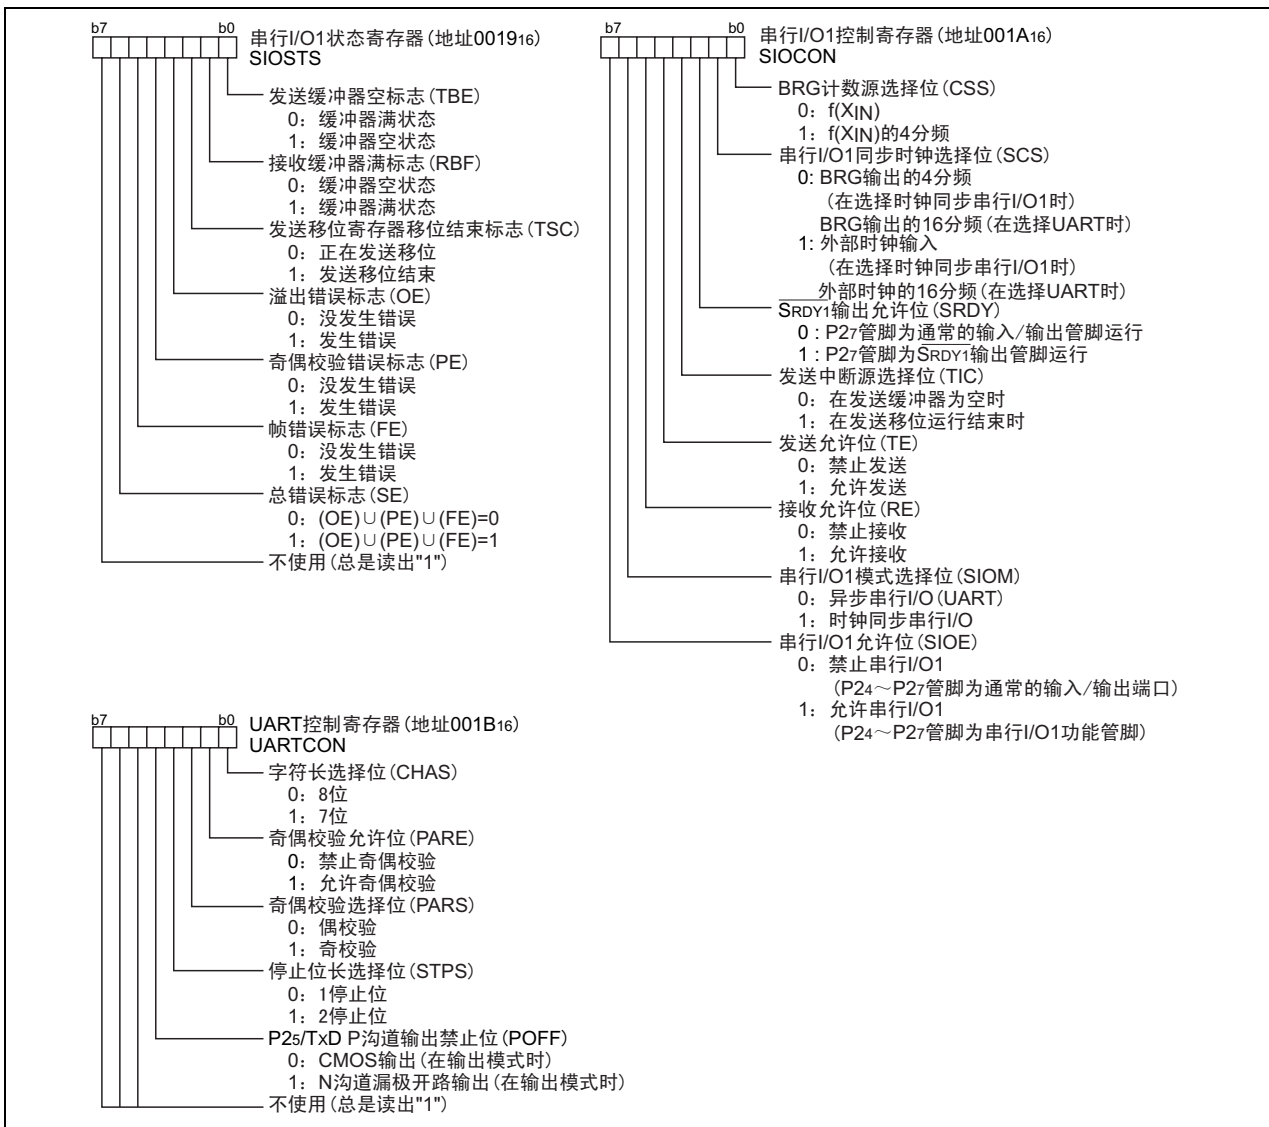 b7 b0 串行I/O1状态寄存器(地址0019₁₆)
SIOSTS
发送缓冲器空标志(TBE)
0：缓冲器满状态
1：缓冲器空状态
接收缓冲器满标志(RBF)
0：缓冲器空状态
1：缓冲器满状态
发送移位寄存器移位结束标志(TSC)
0：正在发送移位
1：发送移位结束
溢出错误标志(OE)
0：没发生错误
1：发生错误
奇偶校验错误标志(PE)
0：没发生错误
1：发生错误
帧错误标志(FE)
0：没发生错误
1：发生错误
总错误标志(SE)
0：(OE)∪(PE)∪(FE)=0
1：(OE)∪(PE)∪(FE)=1
不使用(总是读出"1")
b7 b0 串行I/O1控制寄存器(地址001A₁₆)
SIOCON
BRG计数源选择位(CSS)
0：f(XIN)
1：f(XIN)的4分频
串行I/O1同步时钟选择位(SCS)
0: BRG输出的4分频
(在选择时钟同步串行I/O1时)
BRG输出的16分频(在选择UART时)
1: 外部时钟输入
(在选择时钟同步串行I/O1时)
外部时钟的16分频(在选择UART时)
S̅R̅D̅Y̅1̅输出允许位(SRDY)
0 : P27管脚为通常的输入/输出管脚运行
1 : P27管脚为S̅R̅D̅Y̅1̅输出管脚运行
发送中断源选择位(TIC)
0：在发送缓冲器为空时
1：在发送移位运行结束时
发送允许位(TE)
0：禁止发送
1：允许发送
接收允许位(RE)
0：禁止接收
1：允许接收
串行I/O1模式选择位(SIOM)
0：异步串行I/O(UART)
1：时钟同步串行I/O
串行I/O1允许位(SIOE)
0：禁止串行I/O1
(P24～P27管脚为通常的输入/输出端口)
1：允许串行I/O1
(P24～P27管脚为串行I/O1功能管脚)
b7 b0 UART控制寄存器(地址001B₁₆)
UARTCON
字符长选择位(CHAS)
0：8位
1：7位
奇偶校验允许位(PARE)
0：禁止奇偶校验
1：允许奇偶校验
奇偶校验选择位(PARS)
0：偶校验
1：奇校验
停止位长选择位(STPS)
0：1停止位
1：2停止位
P25/TxD P沟道输出禁止位(POFF)
0：CMOS输出(在输出模式时)
1：N沟道漏极开路输出(在输出模式时)
不使用(总是读出"1")